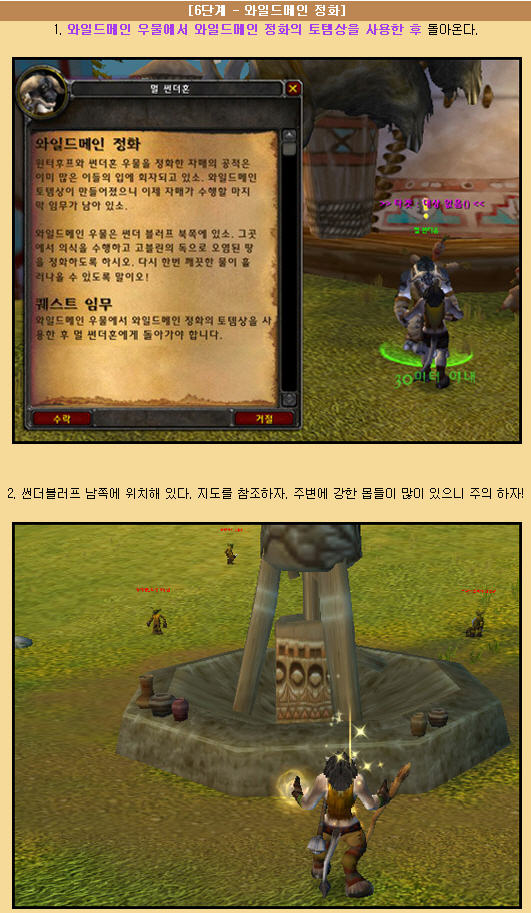 [6단계 - 와일드메인 정화]
1. 와일드메인 우물에서 와일드메인 정화의 토템상을 사용한 후 돌아온다.
멀 썬더혼
와일드메인 정화
윈터후프와 썬더혼 우물을 정화한 자매의 공적은
이미 많은 이들의 입에 회자되고 있소. 와일드메인
토템상이 만들어졌으니 이제 자매가 수행할 마지
막 임무가 남아 있소.
와일드메인 우물은 썬더 블러프 북쪽에 있소. 그곳
에서 의식을 수행하고 고블린의 독으로 오염된 땅
을 정화하도록 하시오. 다시 한번 깨끗한 물이 흘
러나올 수 있도록 말이오!
퀘스트 임무
와일드메인 우물에서 와일드메인 정화의 토템상을 사
용한 후 멀 썬더혼에게 돌아가야 합니다.
수락
거절
>> 타겟 : 대상 없음() <<
멀 썬더혼
30미터 이내
2. 썬더블러프 남쪽에 위치해 있다. 지도를 참조하자. 주변에 강한 몹들이 많이 있으니 주의 하자!